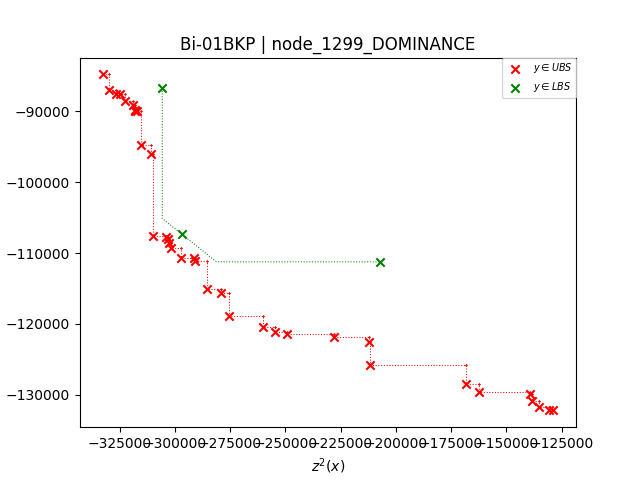 Bi-01BKP | node_1299_DOMINANCE
y ∈ UBS
y ∈ LBS
−90000
−100000
−110000
−120000
−130000
−325000 −300000 −275000 −250000 −225000 −200000 −175000 −150000 −125000
z²(x)